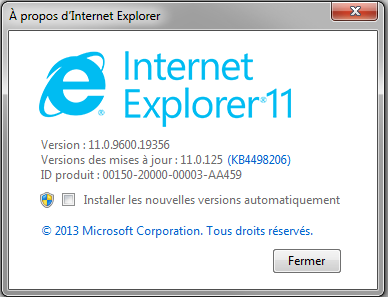 À propos d'Internet Explorer
Internet
Explorer®11
Version : 11.0.9600.19356
Versions des mises à jour : 11.0.125 (KB4498206)
ID produit : 00150-20000-00003-AA459
Installer les nouvelles versions automatiquement
© 2013 Microsoft Corporation. Tous droits réservés.
Fermer